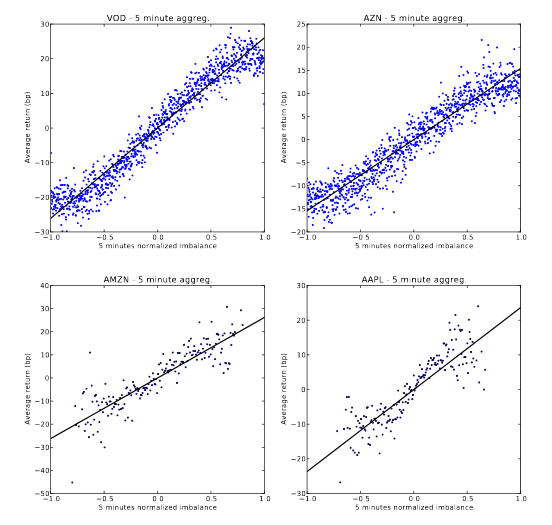 VOD - 5 minute aggreg.
30
20
10
0
−10
−20
−30
−1.0 −0.5 0.0 0.5 1.0
Average return (bp)
5 minutes normalized imbalance
AZN - 5 minute aggreg.
25
20
15
10
5
0
−5
−10
−15
−20
−1.0 −0.5 0.0 0.5 1.0
Average return (bp)
5 minutes normalized imbalance
AMZN - 5 minute aggreg.
40
30
20
10
0
−10
−20
−30
−40
−50
−1.0 −0.5 0.0 0.5 1.0
Average return (bp)
5 minutes normalized imbalance
AAPL - 5 minute aggreg.
30
20
10
0
−10
−20
−30
−1.0 −0.5 0.0 0.5 1.0
Average return (bp)
5 minutes normalized imbalance